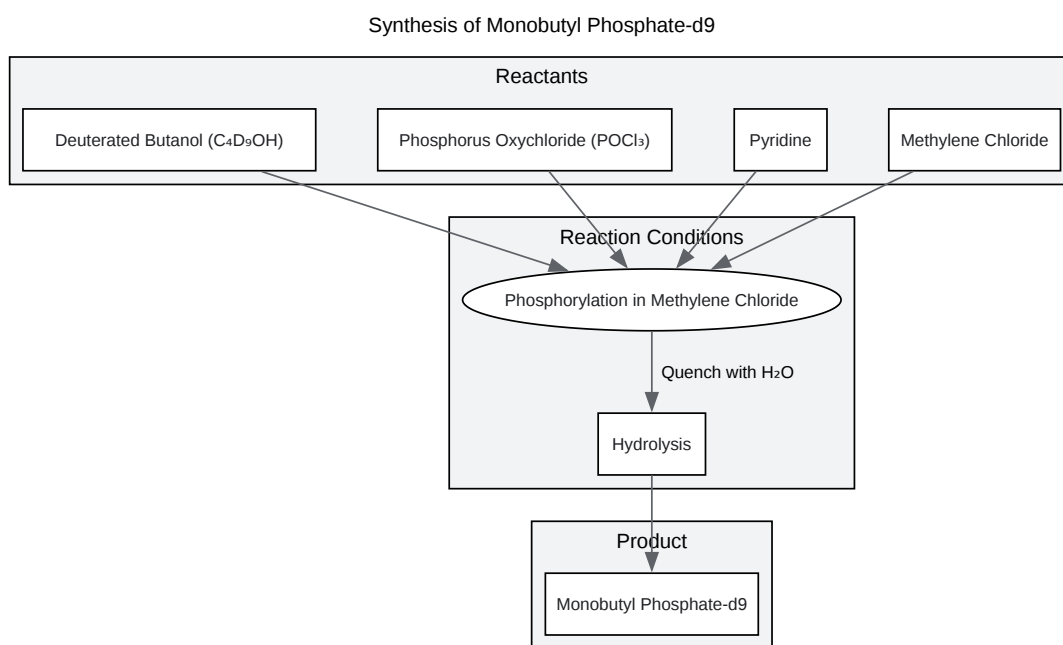 Synthesis of Monobutyl Phosphate-d9
Reactants
Deuterated Butanol (C₄D₉OH)
Phosphorus Oxychloride (POCl₃)
Pyridine
Methylene Chloride
Reaction Conditions
Phosphorylation in Methylene Chloride
Quench with H₂O
Hydrolysis
Product
Monobutyl Phosphate-d9